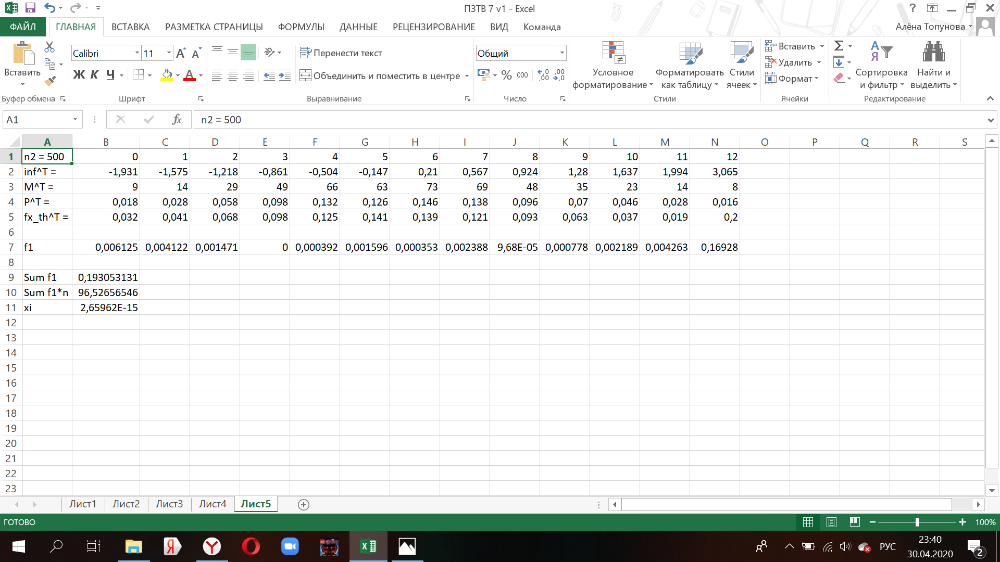 ПЗТВ 7 v1 - Excel
ФАЙЛ ГЛАВНАЯ ВСТАВКА РАЗМЕТКА СТРАНИЦЫ ФОРМУЛЫ ДАННЫЕ РЕЦЕНЗИРОВАНИЕ ВИД Команда Алёна Топунова
Calibri 11 Перенести текст Общий
Вставить Ж К Ч Объединить и поместить в центре % 000
Условное форматирование Форматировать как таблицу Стили ячеек
Вставить
Удалить
Формат
Сортировка и фильтр Найти и выделить
Буфер обмена Шрифт Выравнивание Число Стили Ячейки Редактирование
A1 fx n2 = 500
A B C D E F G H I J K L M N O P Q R S
1 n2 = 500 0 1 2 3 4 5 6 7 8 9 10 11 12
2 inf^T = -1,931 -1,575 -1,218 -0,861 -0,504 -0,147 0,21 0,567 0,924 1,28 1,637 1,994 3,065
3 M^T = 9 14 29 49 66 63 73 69 48 35 23 14 8
4 P^T = 0,018 0,028 0,058 0,098 0,132 0,126 0,146 0,138 0,096 0,07 0,046 0,028 0,016
5 fx_th^T = 0,032 0,041 0,068 0,098 0,125 0,141 0,139 0,121 0,093 0,063 0,037 0,019 0,2
6
7 f1 0,006125 0,004122 0,001471 0 0,000392 0,001596 0,000353 0,002388 9,68E-05 0,000778 0,002189 0,004263 0,16928
8
9 Sum f1 0,193053131
10 Sum f1*n 96,52656546
11 xi 2,65962E-15
12
13
14
15
16
17
18
19
20
21
22
23
Лист1 Лист2 Лист3 Лист4 Лист5
ГОТОВО 100%
РУС 23:40
30.04.2020 2